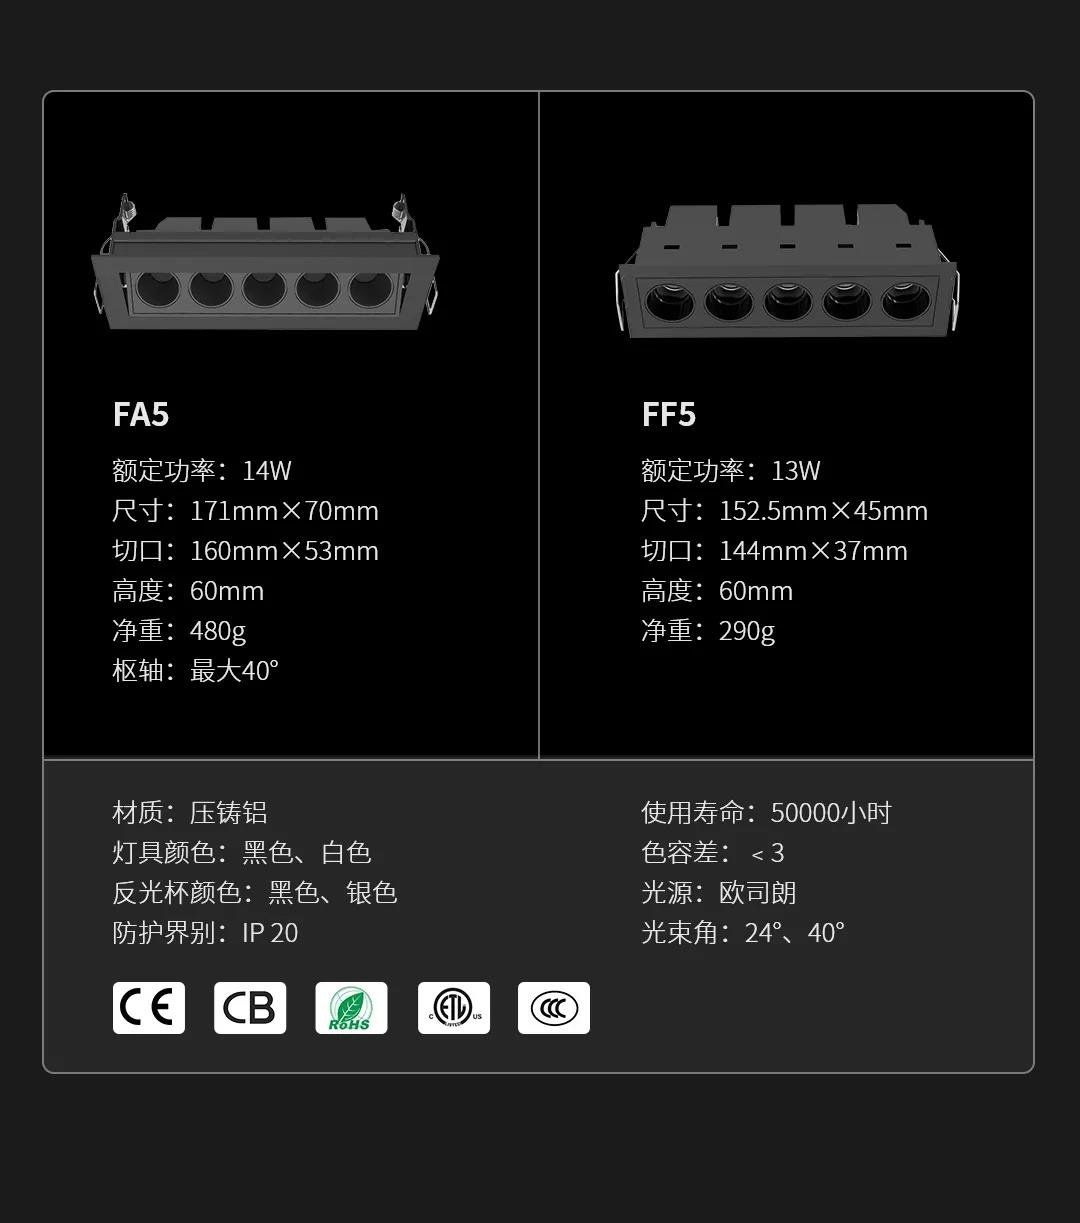 FA5
额定功率：14W
尺寸：171mm×70mm
切口：160mm×53mm
高度：60mm
净重：480g
枢轴：最大40°
FF5
额定功率：13W
尺寸：152.5mm×45mm
切口：144mm×37mm
高度：60mm
净重：290g
材质：压铸铝
灯具颜色：黑色、白色
反光杯颜色：黑色、银色
防护界别：IP 20
使用寿命：50000小时
色容差：﹤3
光源：欧司朗
光束角：24°、40°
CE
CB
RoHS
C ETL US
LISTED
CCC